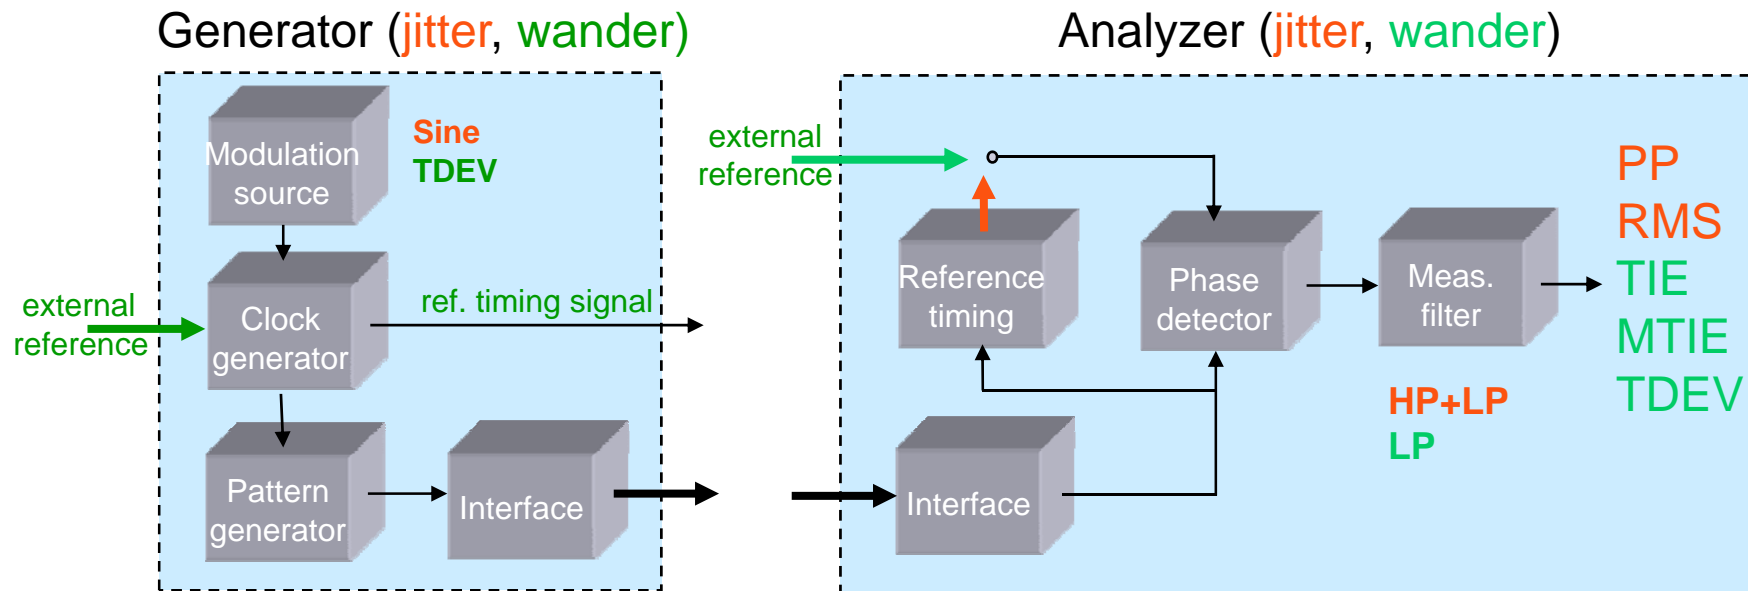 Generator (jitter, wander)
Modulation
source
Sine
TDEV
external
reference
Clock
generator
ref. timing signal
Pattern
generator
Interface
Analyzer (jitter, wander)
external
reference
Reference
timing
Phase
detector
Meas.
filter
HP+LP
LP
Interface
PP
RMS
TIE
MTIE
TDEV